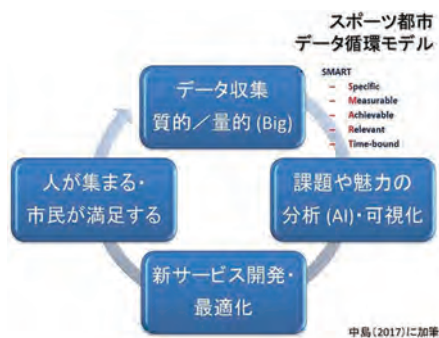 スポーツ都市
データ循環モデル
データ収集
質的／量的 (Big)
SMART
– Specific
– Measurable
– Achievable
– Relevant
– Time-bound
人が集まる・
市民が満足する
課題や魅力の
分析 (AI)・可視化
新サービス開発・
最適化
中島(2017)に加筆